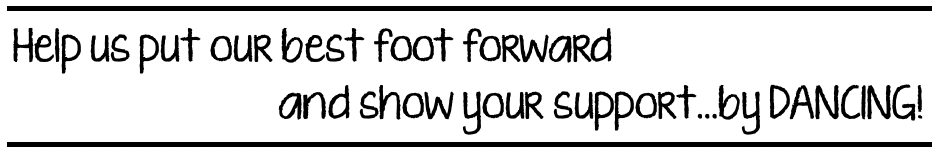 Help us put our best foot forward
and show your support...by DANCING!